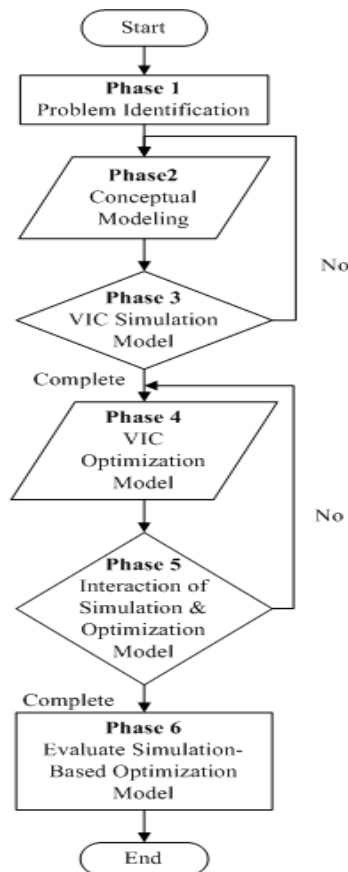 Start
Phase 1
Problem Identification
Phase2
Conceptual
Modeling
No
Phase 3
VIC Simulation
Model
Complete
Phase 4
VIC
Optimization
Model
No
Phase 5
Interaction of
Simulation &
Optimization
Model
Complete
Phase 6
Evaluate Simulation-
Based Optimization
Model
End